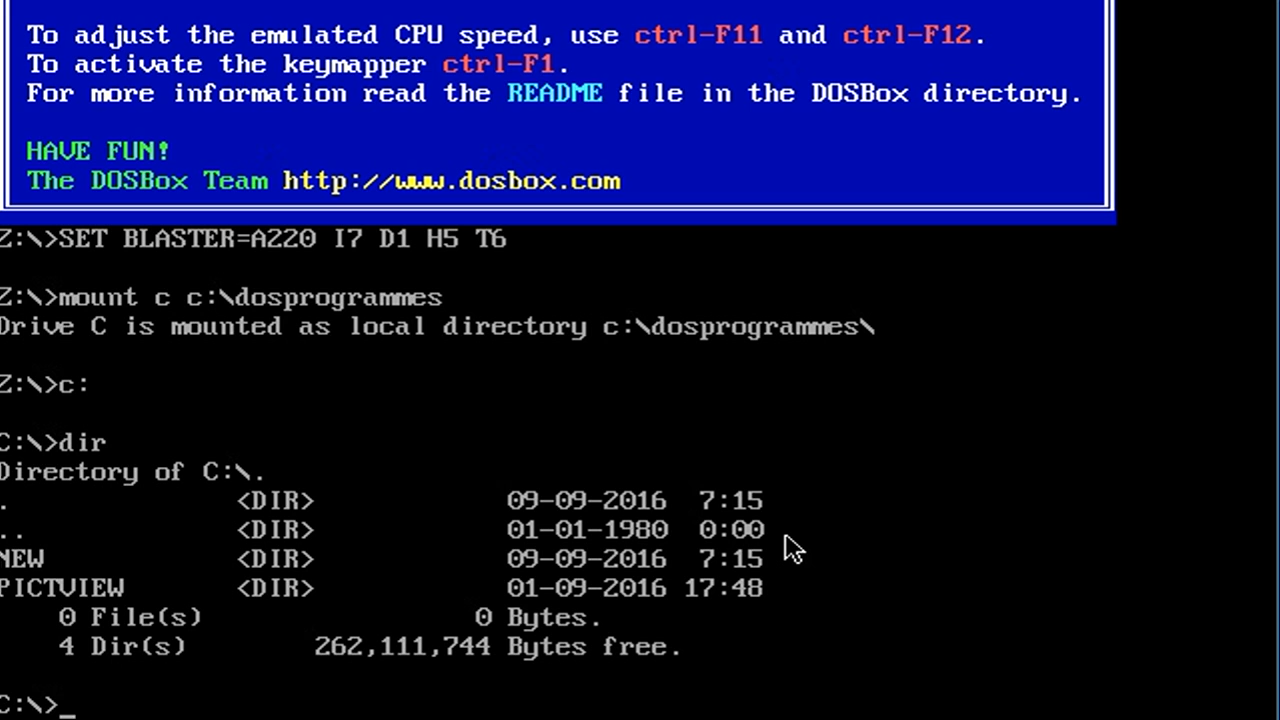 To adjust the emulated CPU speed, use ctrl-F11 and ctrl-F12.
To activate the keymapper ctrl-F1.
For more information read the README file in the DOSBox directory.
HAVE FUN!
The DOSBox Team http://www.dosbox.com
Z:\>SET BLASTER=A220 I7 D1 H5 T6
Z:\>mount c c:\dosprogrammes
Drive C is mounted as local directory c:\dosprogrammes\
Z:\>c:
C:\>dir
Directory of C:\.
. <DIR> 09-09-2016 7:15
.. <DIR> 01-01-1980 0:00
NEW <DIR> 09-09-2016 7:15
PICTVIEW <DIR> 01-09-2016 17:48
0 File(s) 0 Bytes.
4 Dir(s) 262,111,744 Bytes free.
C:\>_